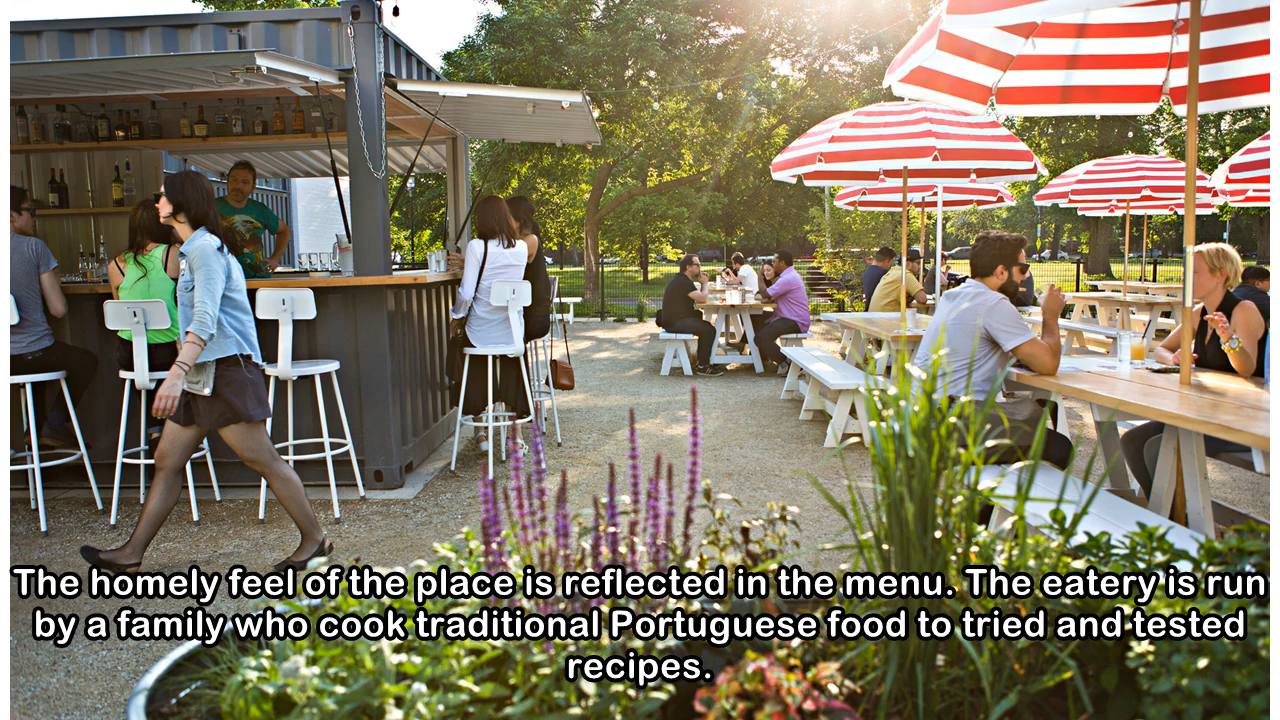 The homely feel of the place is reflected in the menu. The eatery is run
by a family who cook traditional Portuguese food to tried and tested
recipes.